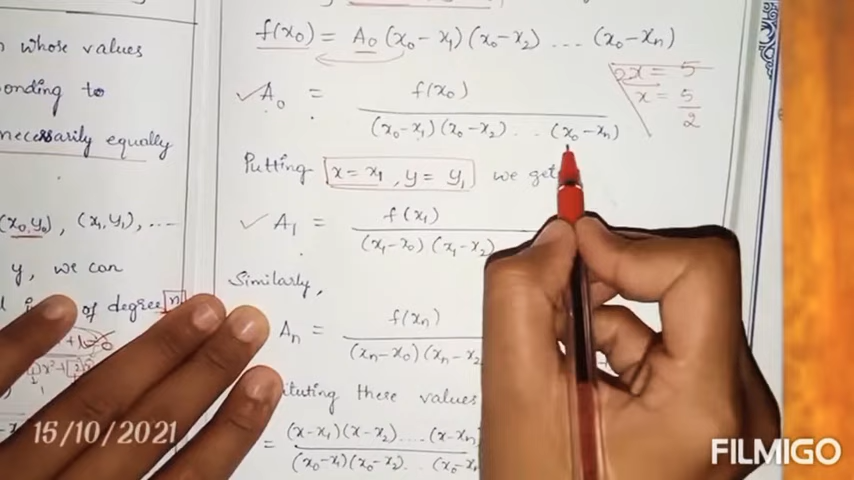 n whose values
onding to
necessarily equally
(x₀,y₀), (x₁,y₁), ....
y, we can
of degree n
f(x₀) = A₀ (x₀-x₁)(x₀-x₂) ... (x₀-xₙ)
2x = 5
x = 5/2
A₀ = f(x₀) / (x₀-x₁)(x₀-x₂) ... (x₀-xₙ)
Putting x = x₁, y = y₁ we get
A₁ = f(x₁) / (x₁-x₀)(x₁-x₂)
Similarly,
Aₙ = f(xₙ) / (xₙ-x₀)(xₙ-x₂
ituting these values
= (x-x₁)(x-x₂)....(x-xₙ) / (x₀-x₁)(x₀-x₂)...(x₀-xₙ
15/10/2021
FILMIGO